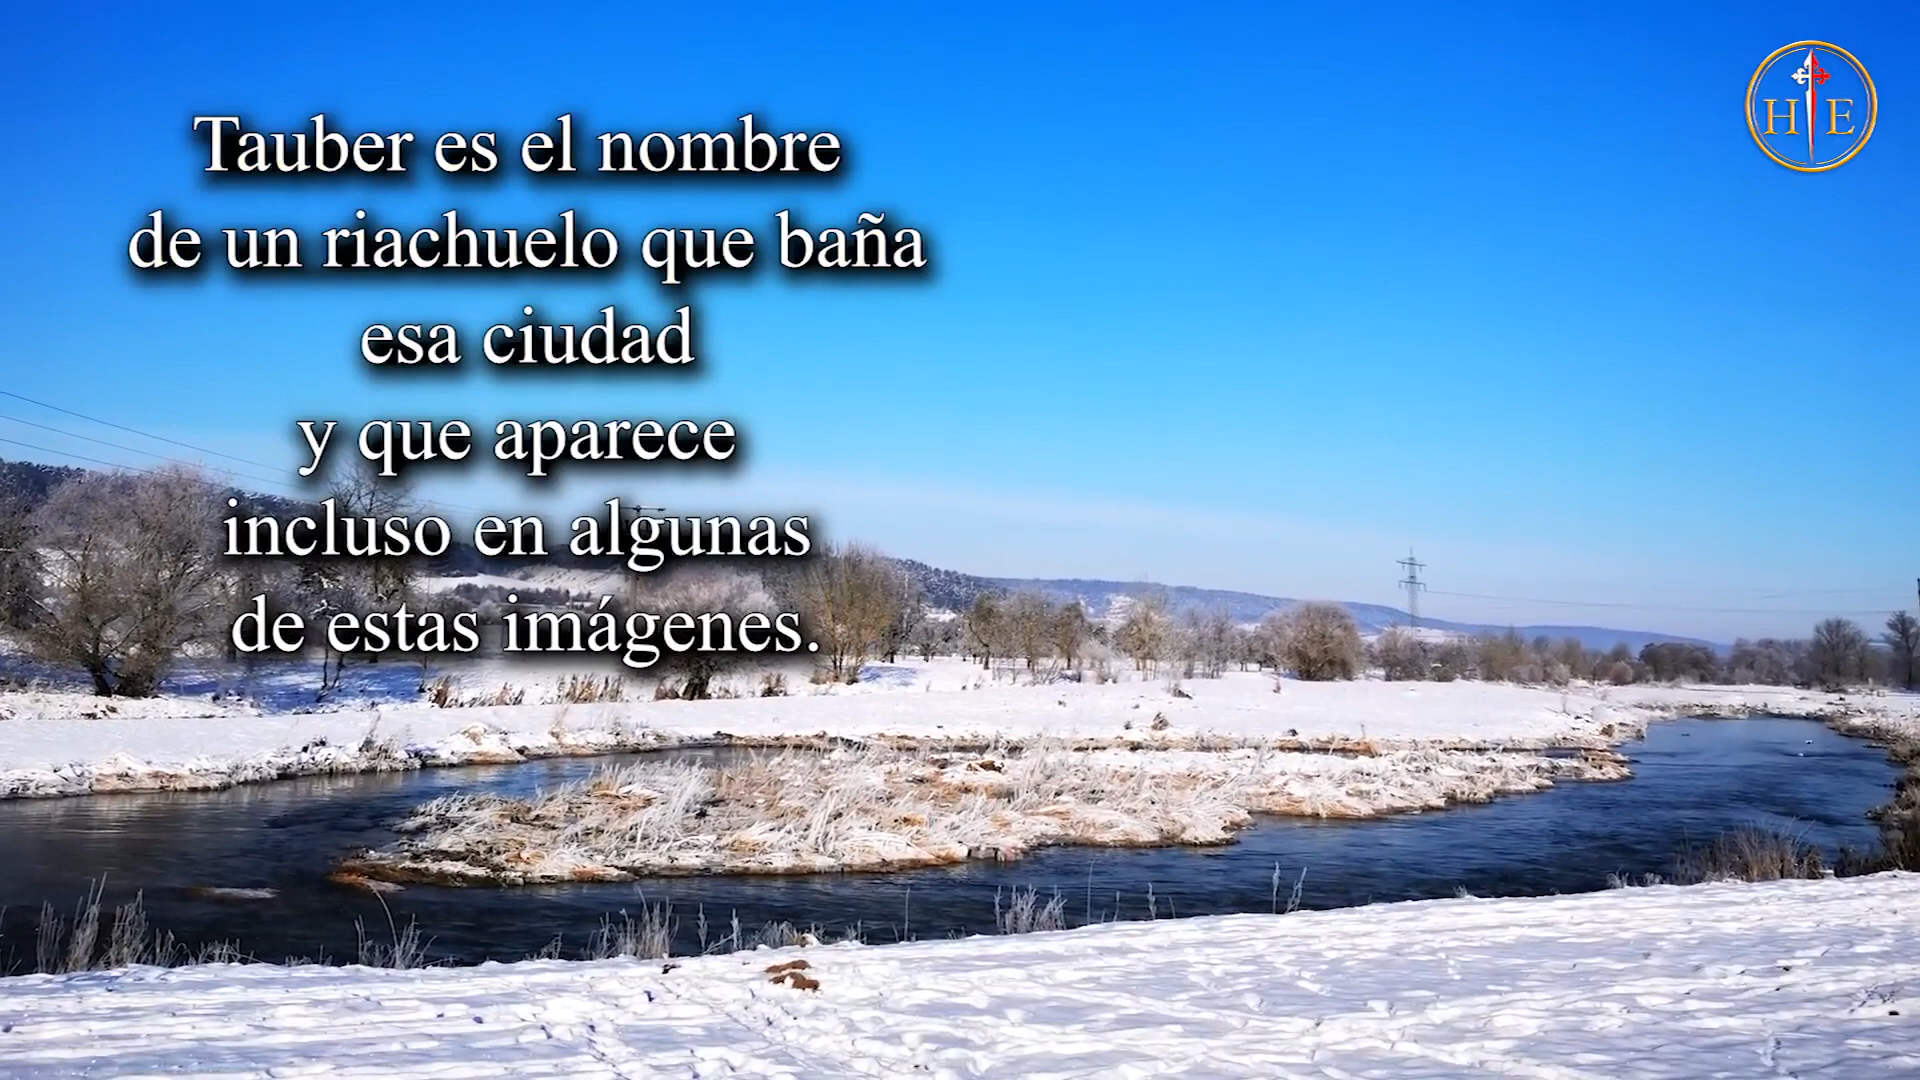 Tauber es el nombre
de un riachuelo que baña
esa ciudad
y que aparece
incluso en algunas
de estas imágenes.
H E